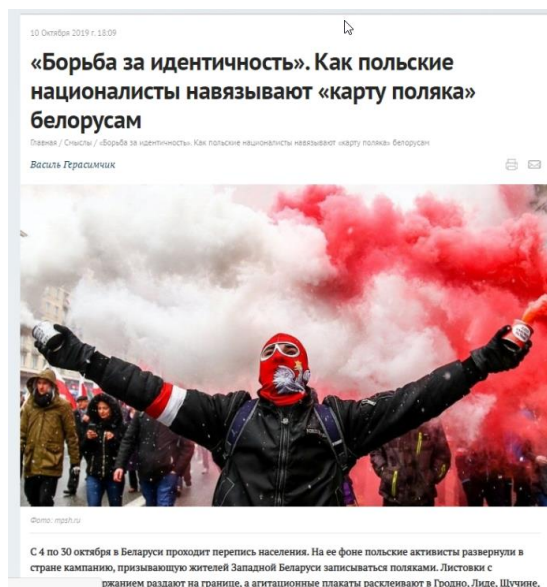 10 Октября 2019 г. 18:09
«Борьба за идентичность». Как польские
националисты навязывают «карту поляка»
белорусам
Главная / Смыслы / «Борьба за идентичность». Как польские националисты навязывают «карту поляка» белорусам
Василь Герасимчик
Фото: mpsh.ru
С 4 по 30 октября в Беларуси проходит перепись населения. На ее фоне польские активисты развернули в
стране кампанию, призывающую жителей Западной Беларуси записываться поляками. Листовки с
ржанием раздают на границе, а агитационные плакаты расклеивают в Гродно, Лиде, Щучине,